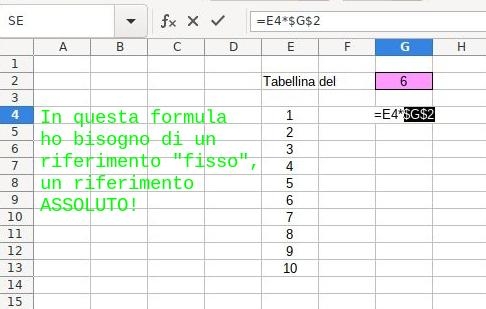 SE
fx
=E4*$G$2
A B C D E F G H
1
2 Tabellina del 6
3
4 In questa formula 1 =E4*$G$2
5 ho bisogno di un 2
6 riferimento "fisso", 3
7 un riferimento 4
8 ASSOLUTO! 5
9 6
10 7
11 8
12 9
13 10
14
15